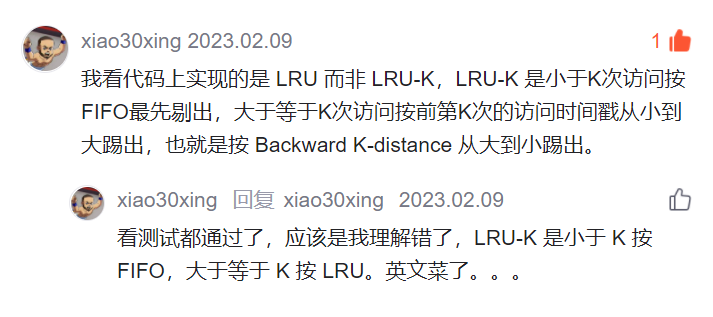 xiao30xing 2023.02.09
1
我看代码上实现的是 LRU 而非 LRU-K，LRU-K 是小于K次访问按
FIFO最先剔出，大于等于K次访问按前第K次的访问时间戳从小到
大踢出，也就是按 Backward K-distance 从大到小踢出。
xiao30xing 回复 xiao30xing 2023.02.09
看测试都通过了，应该是我理解错了，LRU-K 是小于 K 按
FIFO，大于等于 K 按 LRU。英文菜了。。。